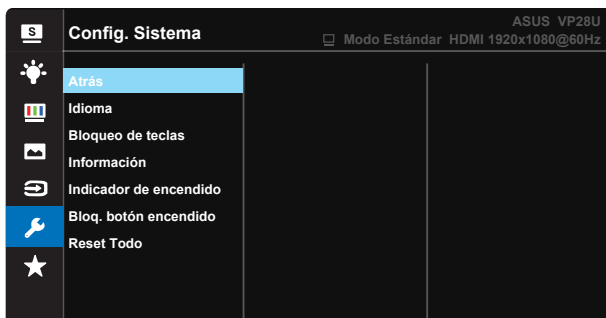 S
Config. Sistema
ASUS VP28U
Modo Estándar HDMI 1920x1080@60Hz
Atrás
Idioma
Bloqueo de teclas
Información
Indicador de encendido
Bloq. botón encendido
Reset Todo